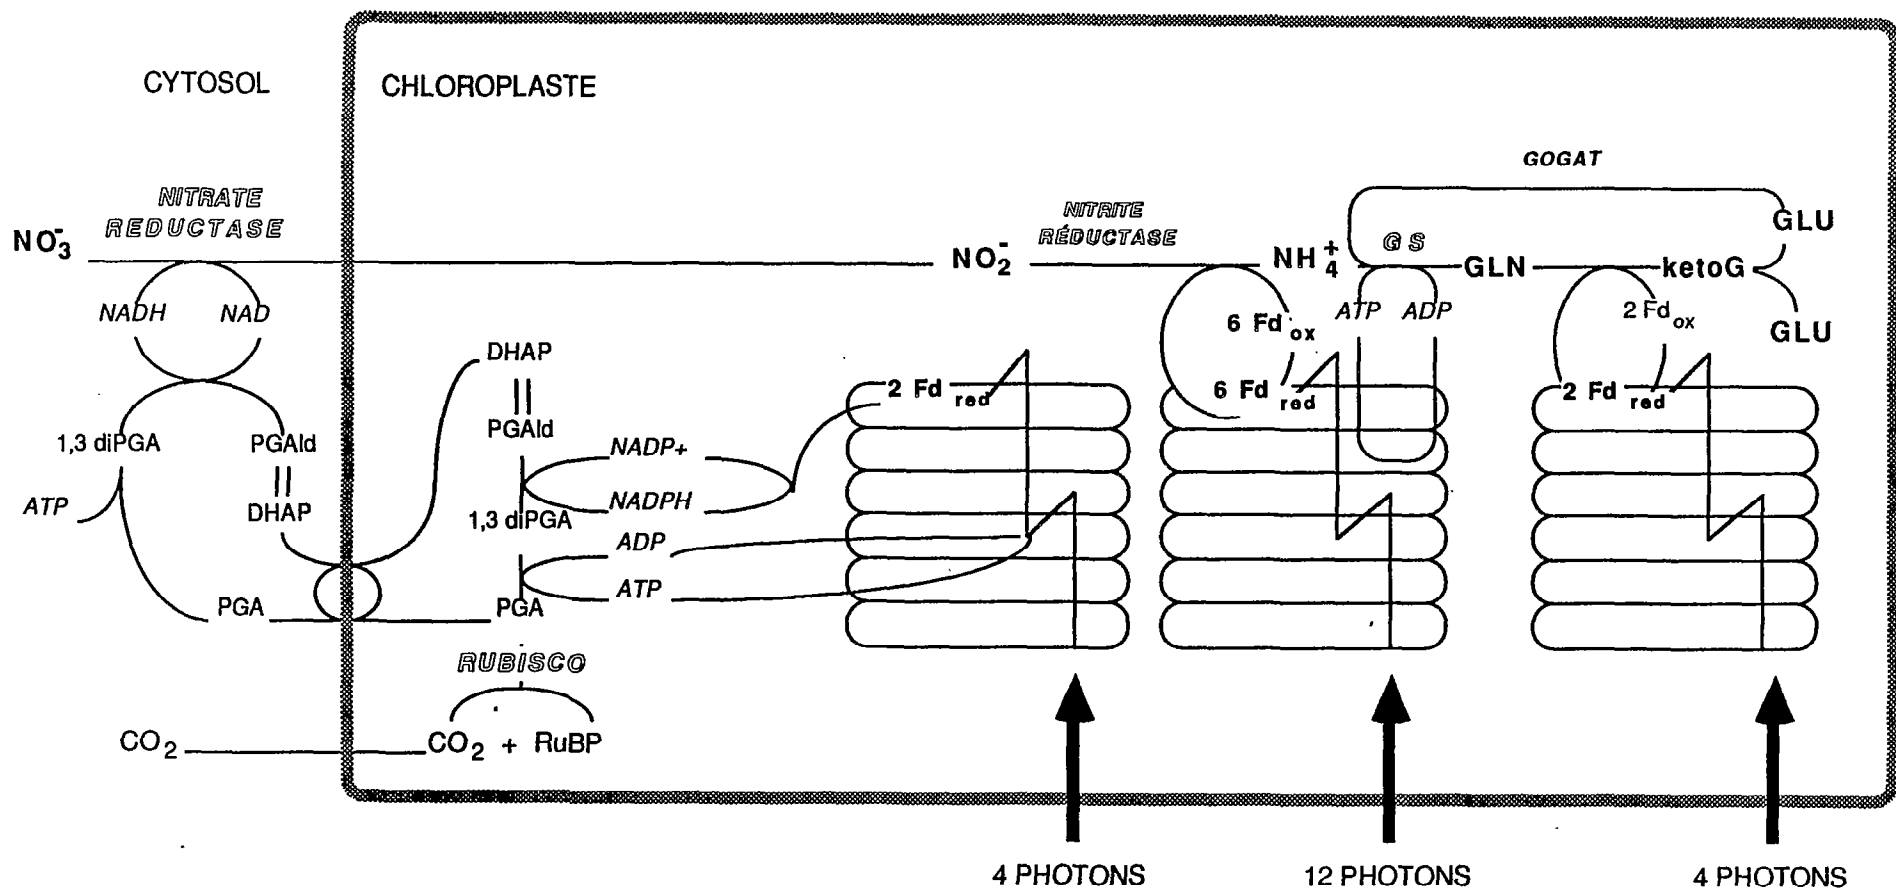 CYTOSOL
CHLOROPLASTE
GOGAT
NITRATE
REDUCTASE
NITRITE
RÉDUCTASE
G S
GLU
NO3-
NO2-
NH4+
GLN
ketoG
NADH
NAD
6 Fd ox
ATP
ADP
2 Fd ox
GLU
DHAP
2 Fd red
6 Fd red
2 Fd red
1,3 diPGA
PGAld
PGAld
NADP+
ATP
DHAP
NADPH
1,3 diPGA
ADP
ATP
PGA
PGA
RUBISCO
CO2
CO2 + RuBP
4 PHOTONS
12 PHOTONS
4 PHOTONS